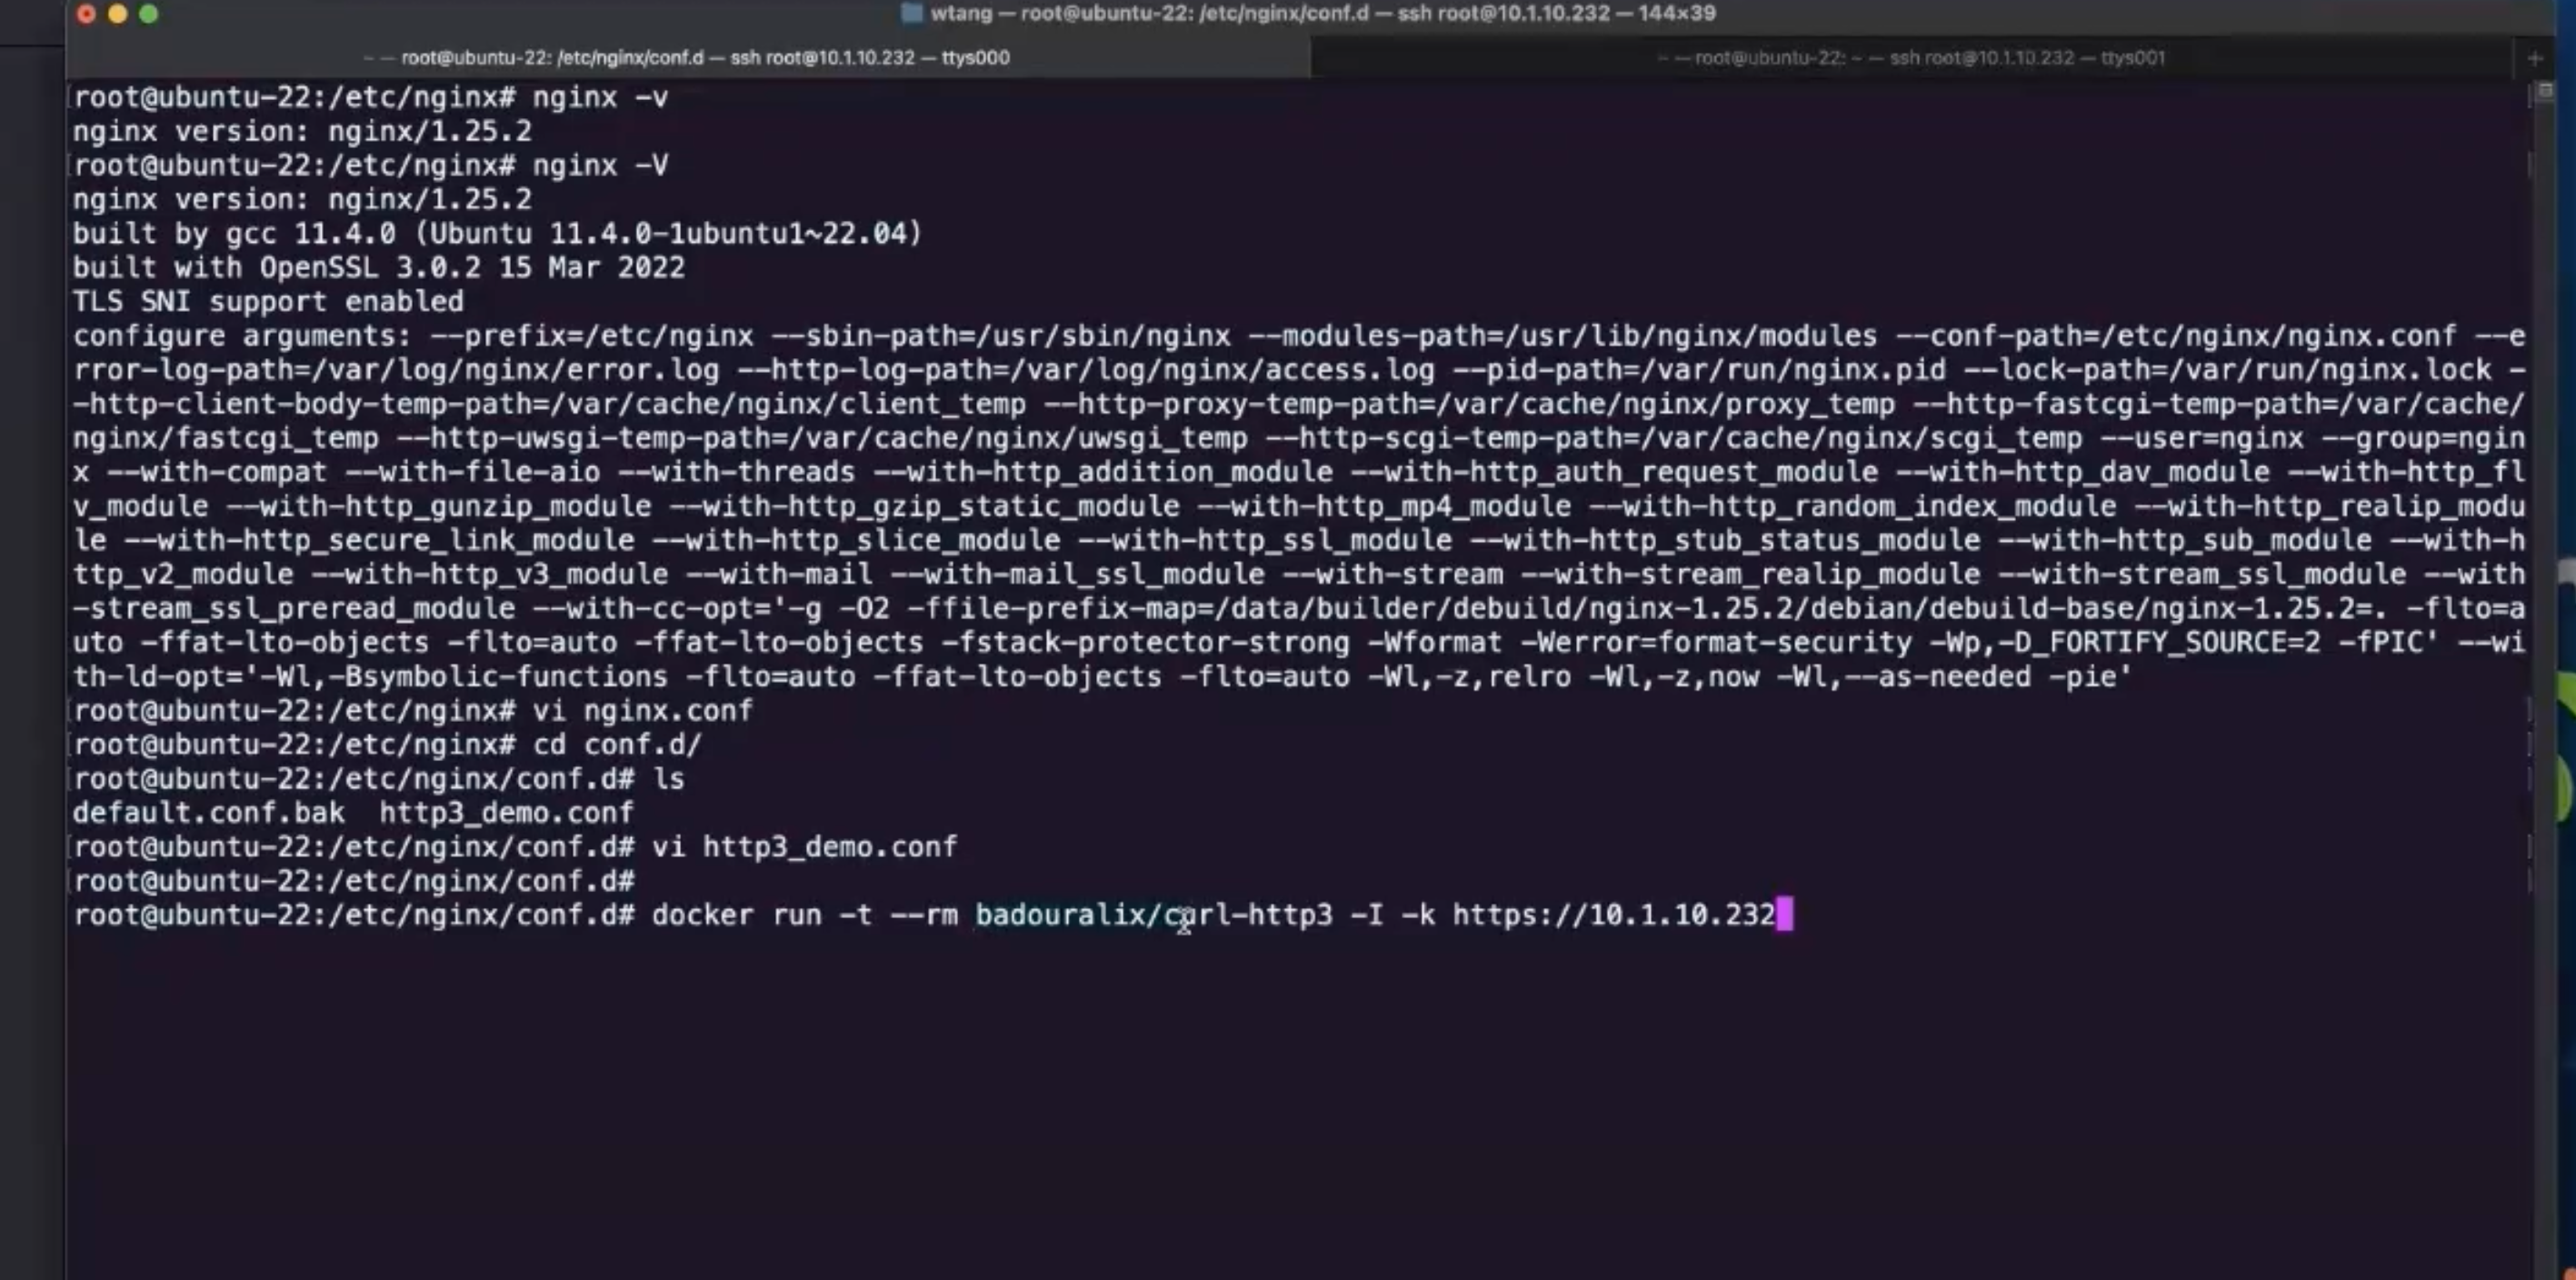 wtang — root@ubuntu-22: /etc/nginx/conf.d — ssh root@10.1.10.232 — 144×39
~ — root@ubuntu-22: /etc/nginx/conf.d — ssh root@10.1.10.232 — ttys000
~ — root@ubuntu-22: ~ — ssh root@10.1.10.232 — ttys001
+
[root@ubuntu-22:/etc/nginx# nginx -v
nginx version: nginx/1.25.2
[root@ubuntu-22:/etc/nginx# nginx -V
nginx version: nginx/1.25.2
built by gcc 11.4.0 (Ubuntu 11.4.0-1ubuntu1~22.04)
built with OpenSSL 3.0.2 15 Mar 2022
TLS SNI support enabled
configure arguments: --prefix=/etc/nginx --sbin-path=/usr/sbin/nginx --modules-path=/usr/lib/nginx/modules --conf-path=/etc/nginx/nginx.conf --e
rror-log-path=/var/log/nginx/error.log --http-log-path=/var/log/nginx/access.log --pid-path=/var/run/nginx.pid --lock-path=/var/run/nginx.lock -
-http-client-body-temp-path=/var/cache/nginx/client_temp --http-proxy-temp-path=/var/cache/nginx/proxy_temp --http-fastcgi-temp-path=/var/cache/
nginx/fastcgi_temp --http-uwsgi-temp-path=/var/cache/nginx/uwsgi_temp --http-scgi-temp-path=/var/cache/nginx/scgi_temp --user=nginx --group=ngin
x --with-compat --with-file-aio --with-threads --with-http_addition_module --with-http_auth_request_module --with-http_dav_module --with-http_fl
v_module --with-http_gunzip_module --with-http_gzip_static_module --with-http_mp4_module --with-http_random_index_module --with-http_realip_modu
le --with-http_secure_link_module --with-http_slice_module --with-http_ssl_module --with-http_stub_status_module --with-http_sub_module --with-h
ttp_v2_module --with-http_v3_module --with-mail --with-mail_ssl_module --with-stream --with-stream_realip_module --with-stream_ssl_module --with
-stream_ssl_preread_module --with-cc-opt='-g -O2 -ffile-prefix-map=/data/builder/debuild/nginx-1.25.2/debian/debuild-base/nginx-1.25.2=. -flto=a
uto -ffat-lto-objects -flto=auto -ffat-lto-objects -fstack-protector-strong -Wformat -Werror=format-security -Wp,-D_FORTIFY_SOURCE=2 -fPIC' --wi
th-ld-opt='-Wl,-Bsymbolic-functions -flto=auto -ffat-lto-objects -flto=auto -Wl,-z,relro -Wl,-z,now -Wl,--as-needed -pie'
[root@ubuntu-22:/etc/nginx# vi nginx.conf
[root@ubuntu-22:/etc/nginx# cd conf.d/
[root@ubuntu-22:/etc/nginx/conf.d# ls
default.conf.bak  http3_demo.conf
[root@ubuntu-22:/etc/nginx/conf.d# vi http3_demo.conf
[root@ubuntu-22:/etc/nginx/conf.d#
root@ubuntu-22:/etc/nginx/conf.d# docker run -t --rm badouralix/curl-http3 -I -k https://10.1.10.232